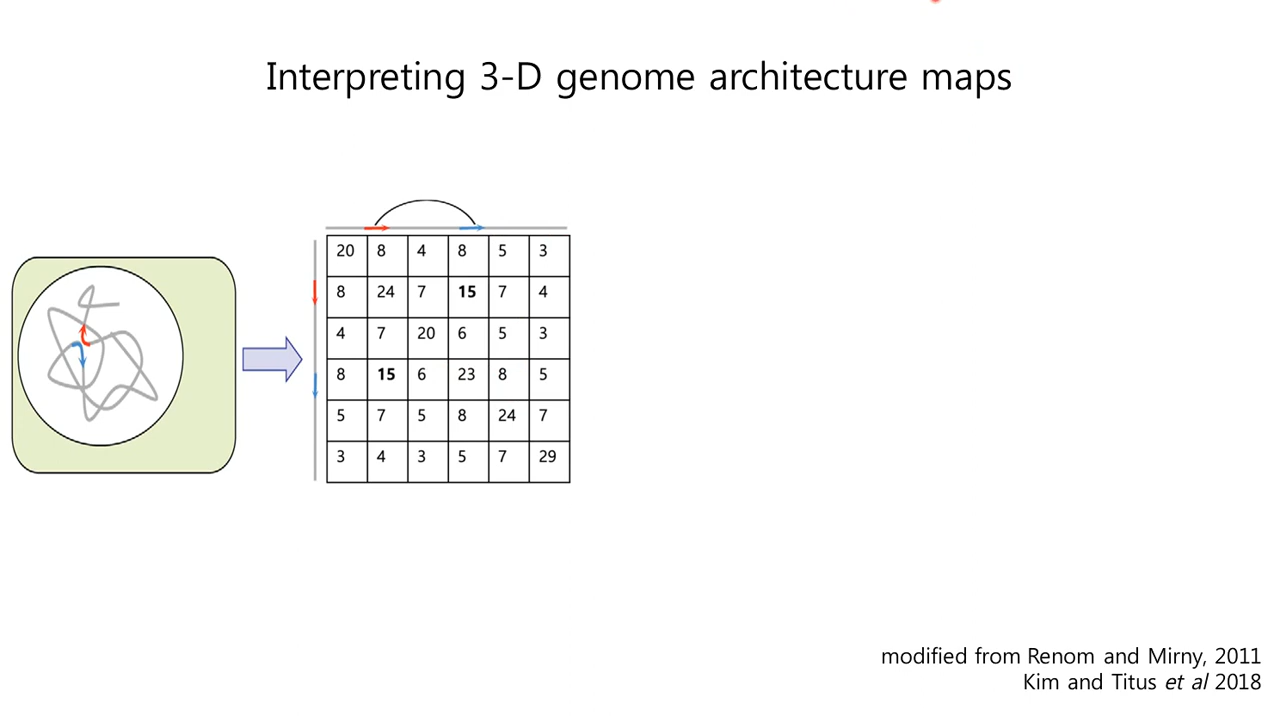 Interpreting 3-D genome architecture maps
20 8 4 8 5 3
8 24 7 15 7 4
4 7 20 6 5 3
8 15 6 23 8 5
5 7 5 8 24 7
3 4 3 5 7 29
modified from Renom and Mirny, 2011
Kim and Titus et al 2018